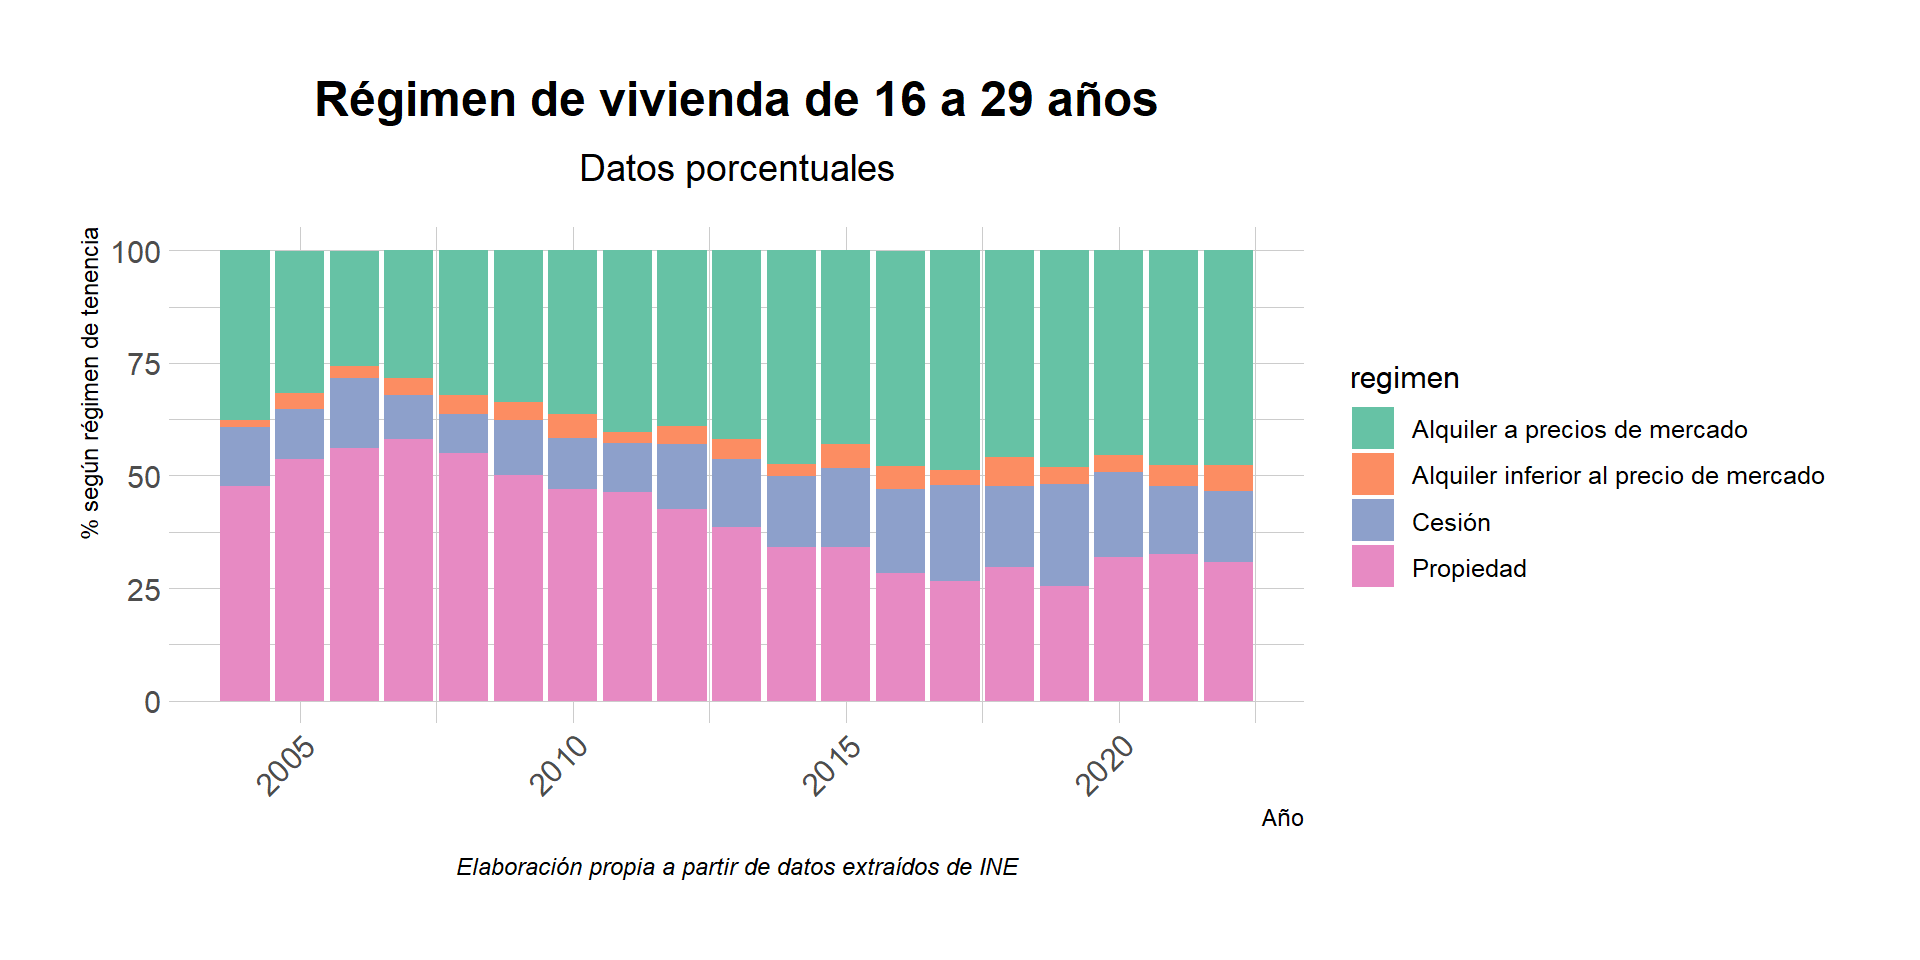 Régimen de vivienda de 16 a 29 años
Datos porcentuales
% según régimen de tenencia
100
75
50
25
0
2005
2010
2015
2020
Año
regimen
Alquiler a precios de mercado
Alquiler inferior al precio de mercado
Cesión
Propiedad
Elaboración propia a partir de datos extraídos de INE